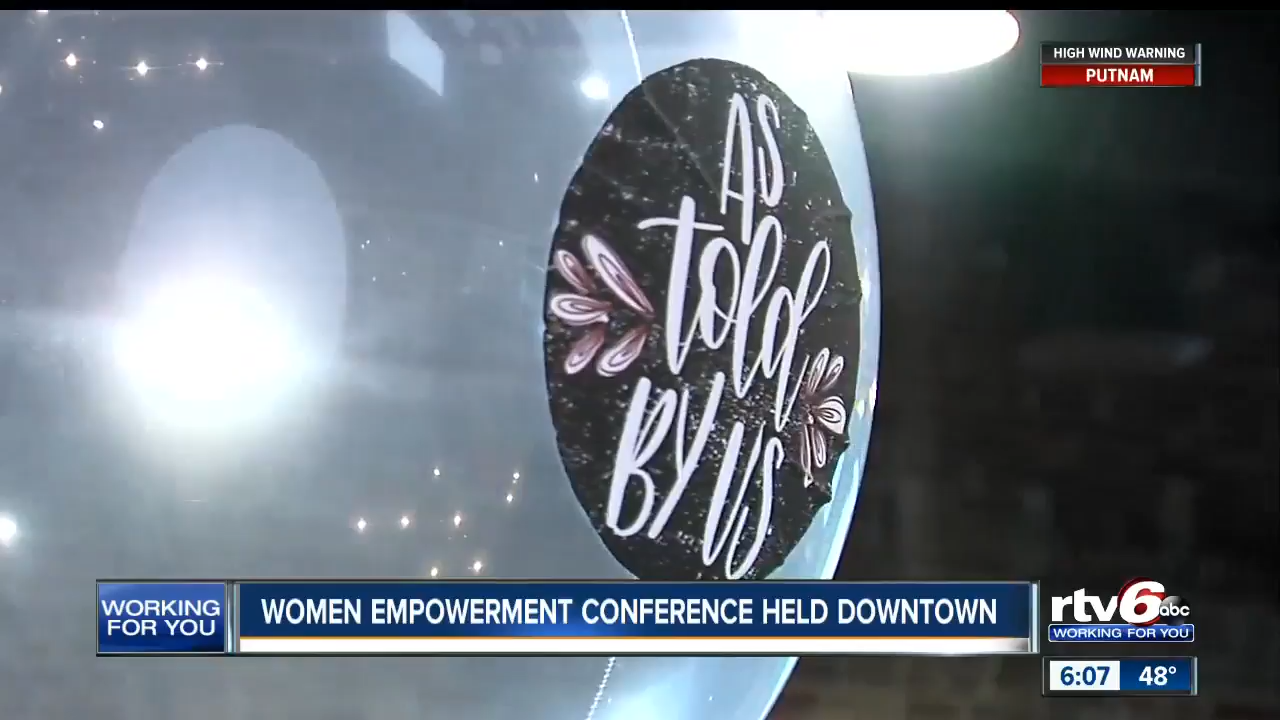 HIGH WIND WARNING
PUTNAM
AS
told
BY US
WORKING
FOR YOU
WOMEN EMPOWERMENT CONFERENCE HELD DOWNTOWN
rtv6 abc
WORKING FOR YOU
6:07 48°